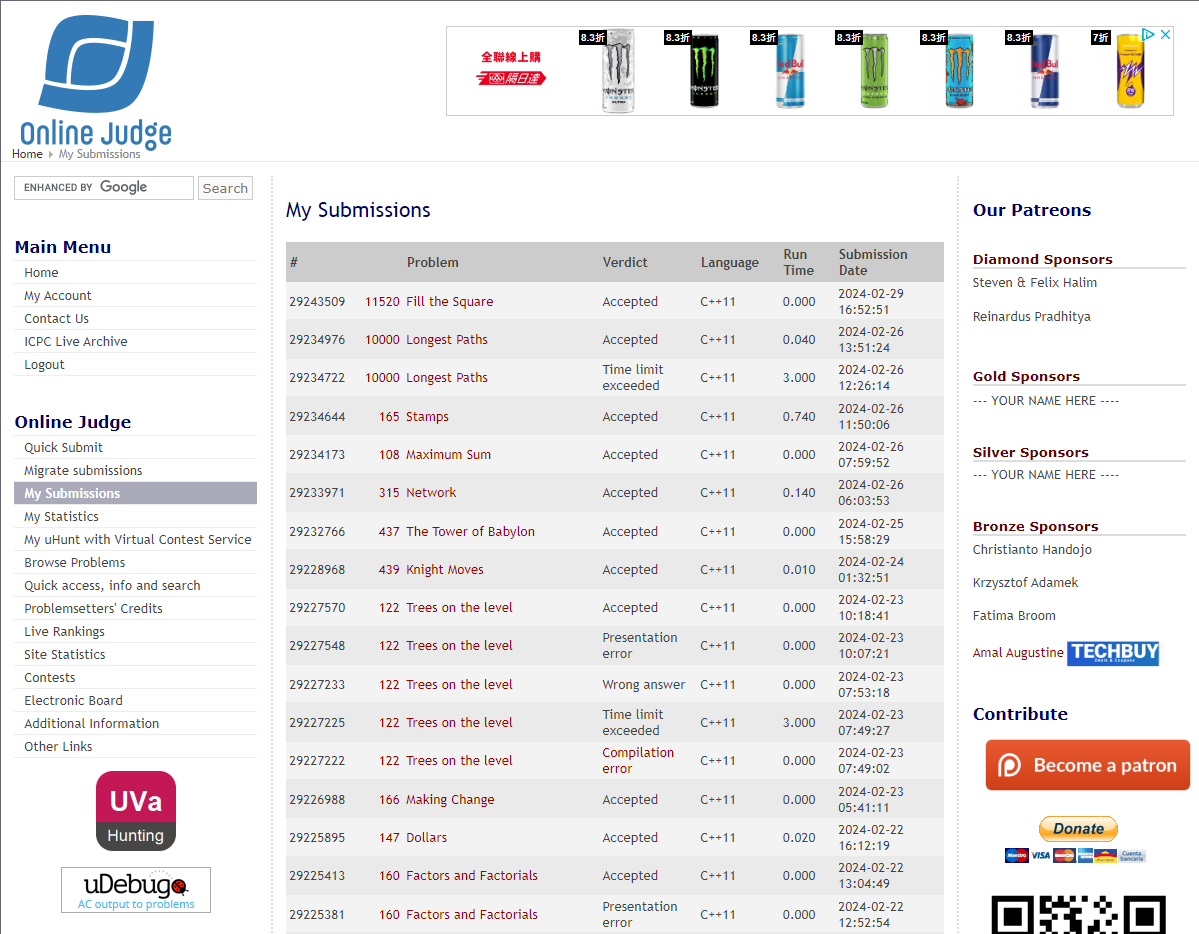 Online Judge
全聯線上購
隔日達
8.3折
8.3折
8.3折
8.3折
8.3折
8.3折
7折
MONSTER
ENERGY
ULTRA
MONSTER
Red Bull
MONSTER
MONSTER
Red Bull
Home My Submissions
ENHANCED BY Google
Search
Main Menu
Home
My Account
Contact Us
ICPC Live Archive
Logout
Online Judge
Quick Submit
Migrate submissions
My Submissions
My Statistics
My uHunt with Virtual Contest Service
Browse Problems
Quick access, info and search
Problemsetters' Credits
Live Rankings
Site Statistics
Contests
Electronic Board
Additional Information
Other Links
UVa
Hunting
uDebug
AC output to problems
My Submissions
# Problem Verdict Language Run Time Submission Date
29243509 11520 Fill the Square Accepted C++11 0.000 2024-02-29 16:52:51
29234976 10000 Longest Paths Accepted C++11 0.040 2024-02-26 13:51:24
29234722 10000 Longest Paths Time limit exceeded C++11 3.000 2024-02-26 12:26:14
29234644 165 Stamps Accepted C++11 0.740 2024-02-26 11:50:06
29234173 108 Maximum Sum Accepted C++11 0.000 2024-02-26 07:59:52
29233971 315 Network Accepted C++11 0.140 2024-02-26 06:03:53
29232766 437 The Tower of Babylon Accepted C++11 0.000 2024-02-25 15:58:29
29228968 439 Knight Moves Accepted C++11 0.010 2024-02-24 01:32:51
29227570 122 Trees on the level Accepted C++11 0.000 2024-02-23 10:18:41
29227548 122 Trees on the level Presentation error C++11 0.000 2024-02-23 10:07:21
29227233 122 Trees on the level Wrong answer C++11 0.000 2024-02-23 07:53:18
29227225 122 Trees on the level Time limit exceeded C++11 3.000 2024-02-23 07:49:27
29227222 122 Trees on the level Compilation error C++11 0.000 2024-02-23 07:49:02
29226988 166 Making Change Accepted C++11 0.000 2024-02-23 05:41:11
29225895 147 Dollars Accepted C++11 0.020 2024-02-22 16:12:19
29225413 160 Factors and Factorials Accepted C++11 0.000 2024-02-22 13:04:49
29225381 160 Factors and Factorials Presentation error C++11 0.000 2024-02-22 12:52:54
Our Patreons
Diamond Sponsors
Steven & Felix Halim
Reinardus Pradhitya
Gold Sponsors
--- YOUR NAME HERE ----
Silver Sponsors
--- YOUR NAME HERE ----
Bronze Sponsors
Christianto Handojo
Krzysztof Adamek
Fatima Broom
Amal Augustine TECHBUY
Deals & Coupons
Contribute
Become a patron
Donate
Maestro VISA
Cuenta bancaria